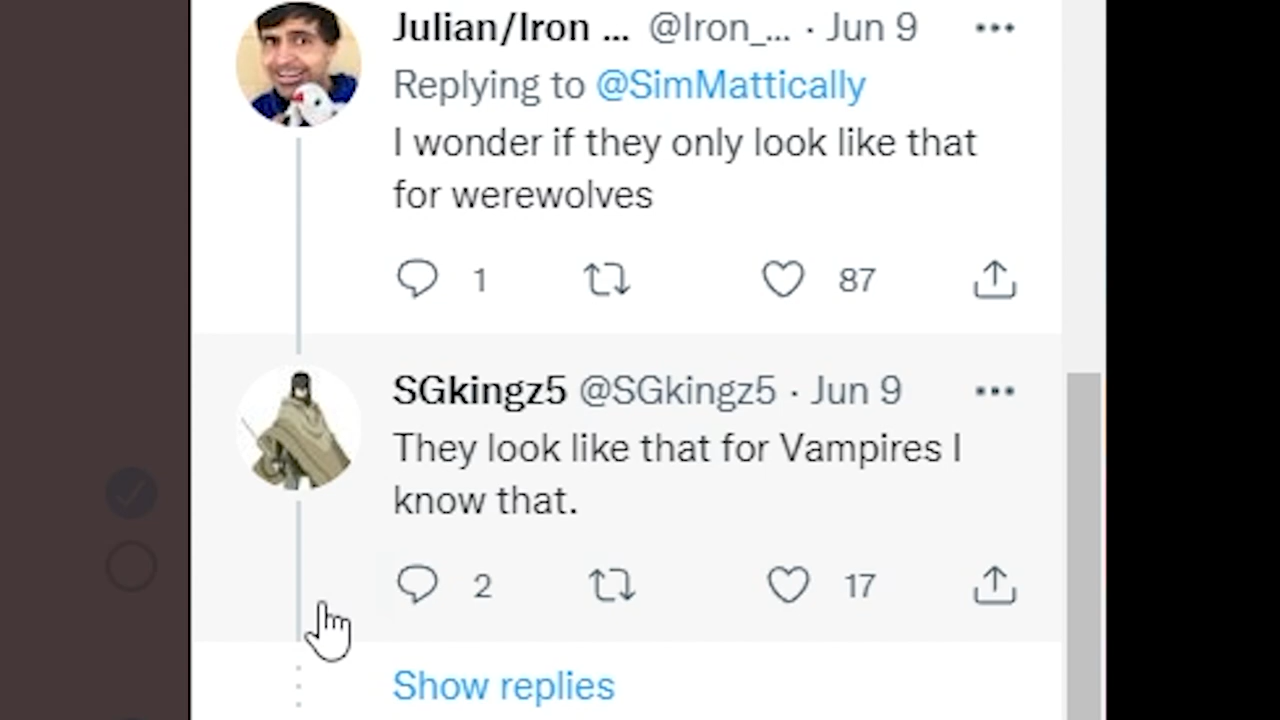 Julian/Iron ... @Iron_... · Jun 9
Replying to @SimMattically
I wonder if they only look like that
for werewolves
1 87
SGkingz5 @SGkingz5 · Jun 9
They look like that for Vampires I
know that.
2 17
Show replies